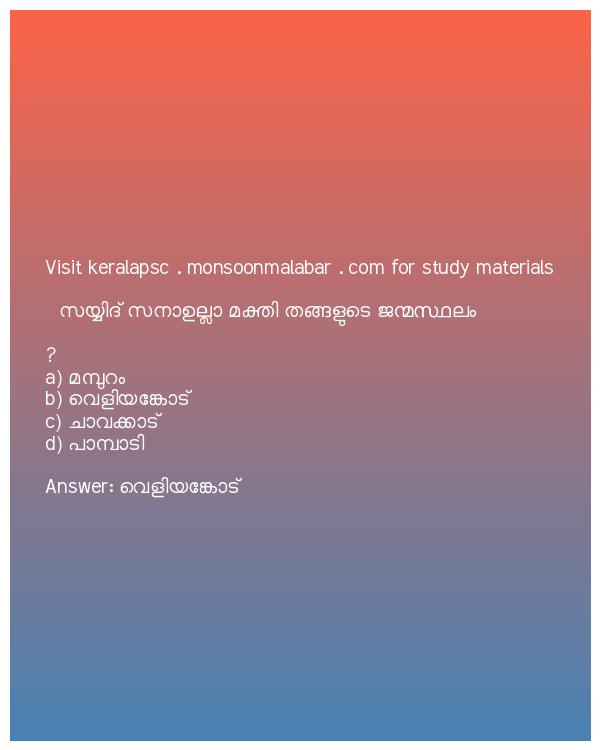 Visit keralapsc . monsoonmalabar . com for study materials
സയ്യിദ് സനാഉല്ലാ മക്തി തങ്ങളുടെ ജന്മസ്ഥലം
?
a) മമ്പുറം
b) വെളിയങ്കോട്
c) ചാവക്കാട്
d) പാമ്പാടി
Answer: വെളിയങ്കോട്